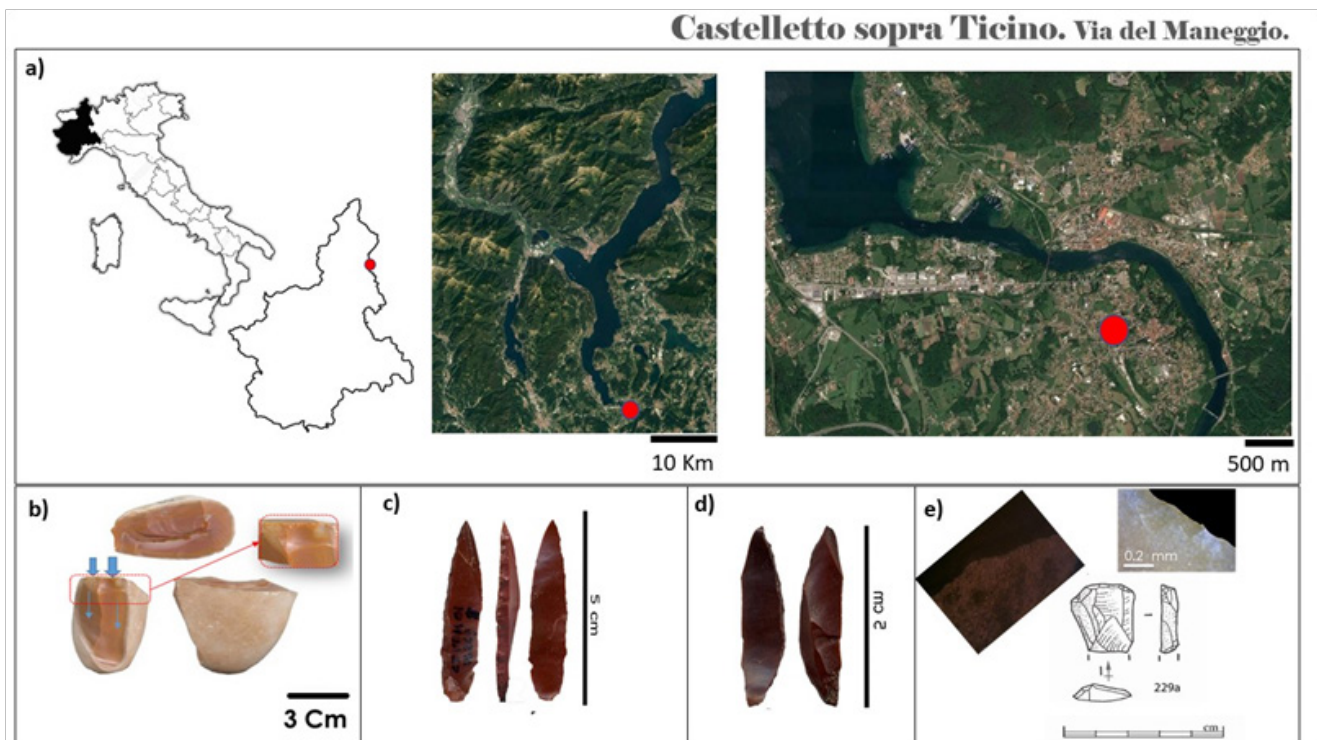 Castelletto sopra Ticino. Via del Maneggio.
a)
10 Km
500 m
b)
3 Cm
c)
5 cm
d)
5 cm
e)
0.2 mm
229a
cm